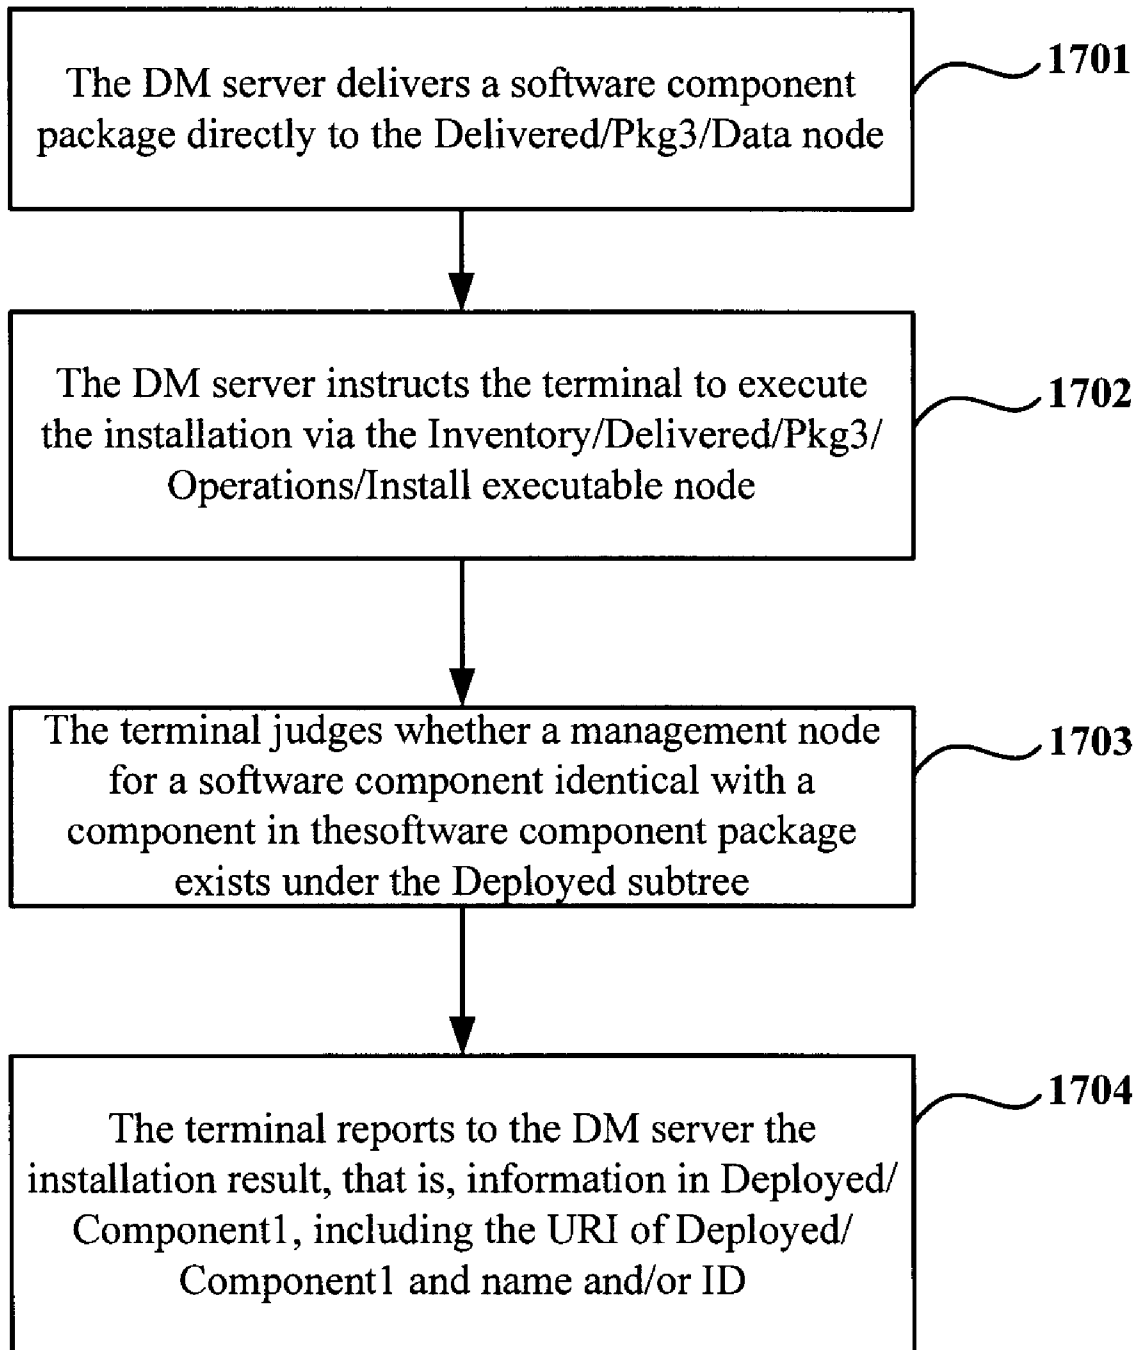 The DM server delivers a software component
package directly to the Delivered/Pkg3/Data node
1701
The DM server instructs the terminal to execute
the installation via the Inventory/Delivered/Pkg3/
Operations/Install executable node
1702
The terminal judges whether a management node
for a software component identical with a
component in thesoftware component package
exists under the Deployed subtree
1703
The terminal reports to the DM server the
installation result, that is, information in Deployed/
Component1, including the URI of Deployed/
Component1 and name and/or ID
1704